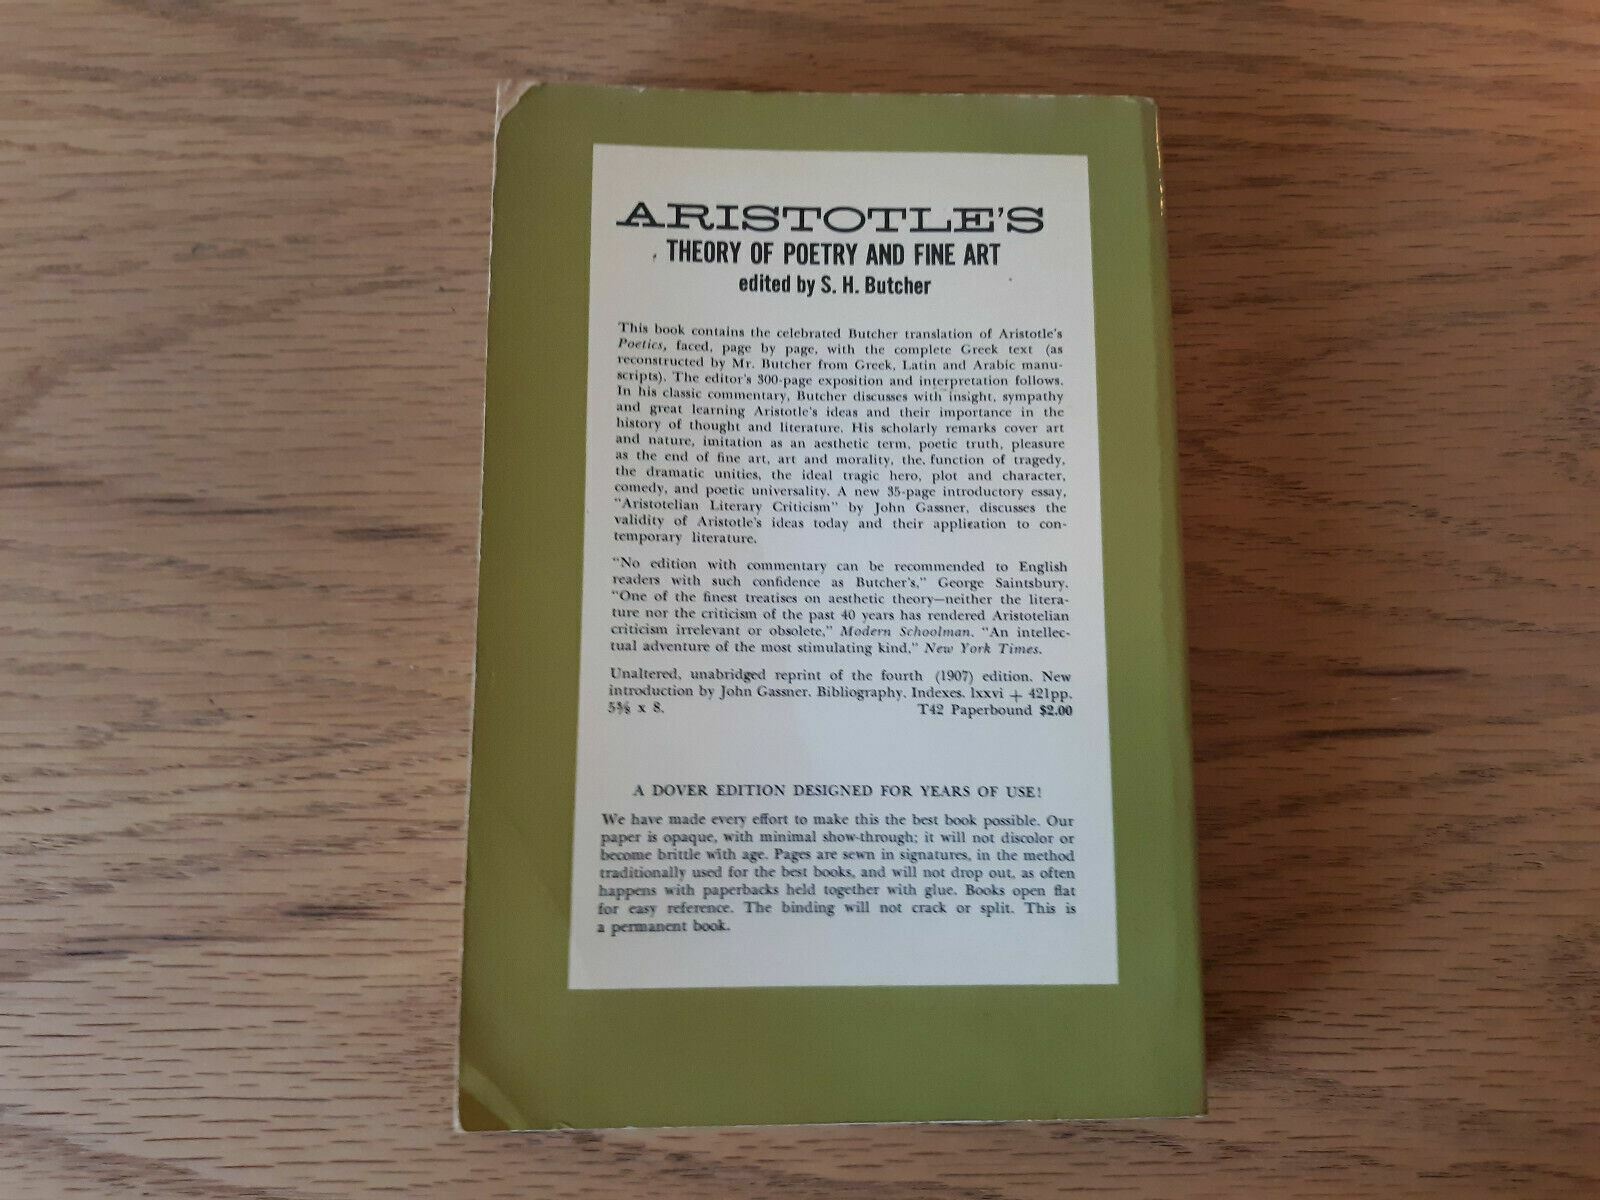 ARISTOTLE'S
THEORY OF POETRY AND FINE ART
edited by S. H. Butcher
This book contains the celebrated Butcher translation of Aristotle's
Poetics, faced, page by page, with the complete Greek text (as
reconstructed by Mr. Butcher from Greek, Latin and Arabic manu-
scripts). The editor's 300-page exposition and interpretation follows.
In his classic commentary, Butcher discusses with insight, sympathy
and great learning Aristotle's ideas and their importance in the
history of thought and literature. His scholarly remarks cover art
and nature, imitation as an aesthetic term, poetic truth, pleasure
as the end of fine art, art and morality, the function of tragedy,
the dramatic unities, the ideal tragic hero, plot and character,
comedy, and poetic universality. A new 35-page introductory essay,
"Aristotelian Literary Criticism" by John Gassner, discusses the
validity of Aristotle's ideas today and their application to con-
temporary literature.
"No edition with commentary can be recommended to English
readers with such confidence as Butcher's," George Saintsbury.
"One of the finest treatises on aesthetic theory—neither the litera-
ture nor the criticism of the past 40 years has rendered Aristotelian
criticism irrelevant or obsolete," Modern Schoolman. "An intellec-
tual adventure of the most stimulating kind," New York Times.
Unaltered, unabridged reprint of the fourth (1907) edition. New
introduction by John Gassner. Bibliography. Indexes. lxxvi + 421pp.
5⅜ x 8. T42 Paperbound $2.00
A DOVER EDITION DESIGNED FOR YEARS OF USE!
We have made every effort to make this the best book possible. Our
paper is opaque, with minimal show-through; it will not discolor or
become brittle with age. Pages are sewn in signatures, in the method
traditionally used for the best books, and will not drop out, as often
happens with paperbacks held together with glue. Books open flat
for easy reference. The binding will not crack or split. This is
a permanent book.